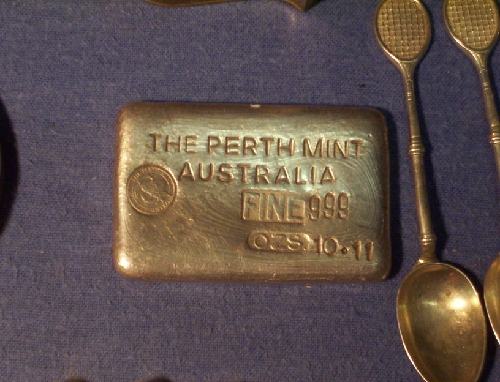 THE PERTH MINT
AUSTRALIA
FINE 999
OZS. 10.11